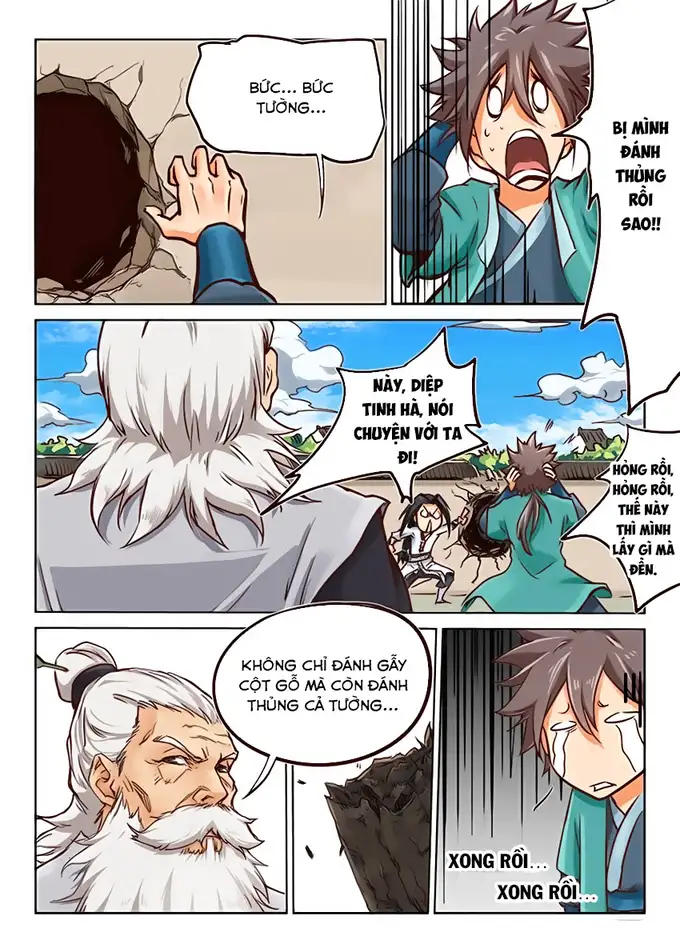 BỨC... BỨC
TƯỜNG...
BỊ MÌNH
ĐÁNH
THỦNG
RỒI
SAO!!
NÀY, DIỆP
TINH HÀ, NÓI
CHUYỆN VỚI TA
ĐI!
HỎNG RỒI,
HỎNG RỒI,
THẾ NÀY
THÌ MÌNH
LẤY GÌ MÀ
ĐỀN.
KHÔNG CHỈ ĐÁNH GẪY
CỘT GỖ MÀ CÒN ĐÁNH
THỦNG CẢ TƯỜNG...
XONG RỒI...
XONG RỒI...